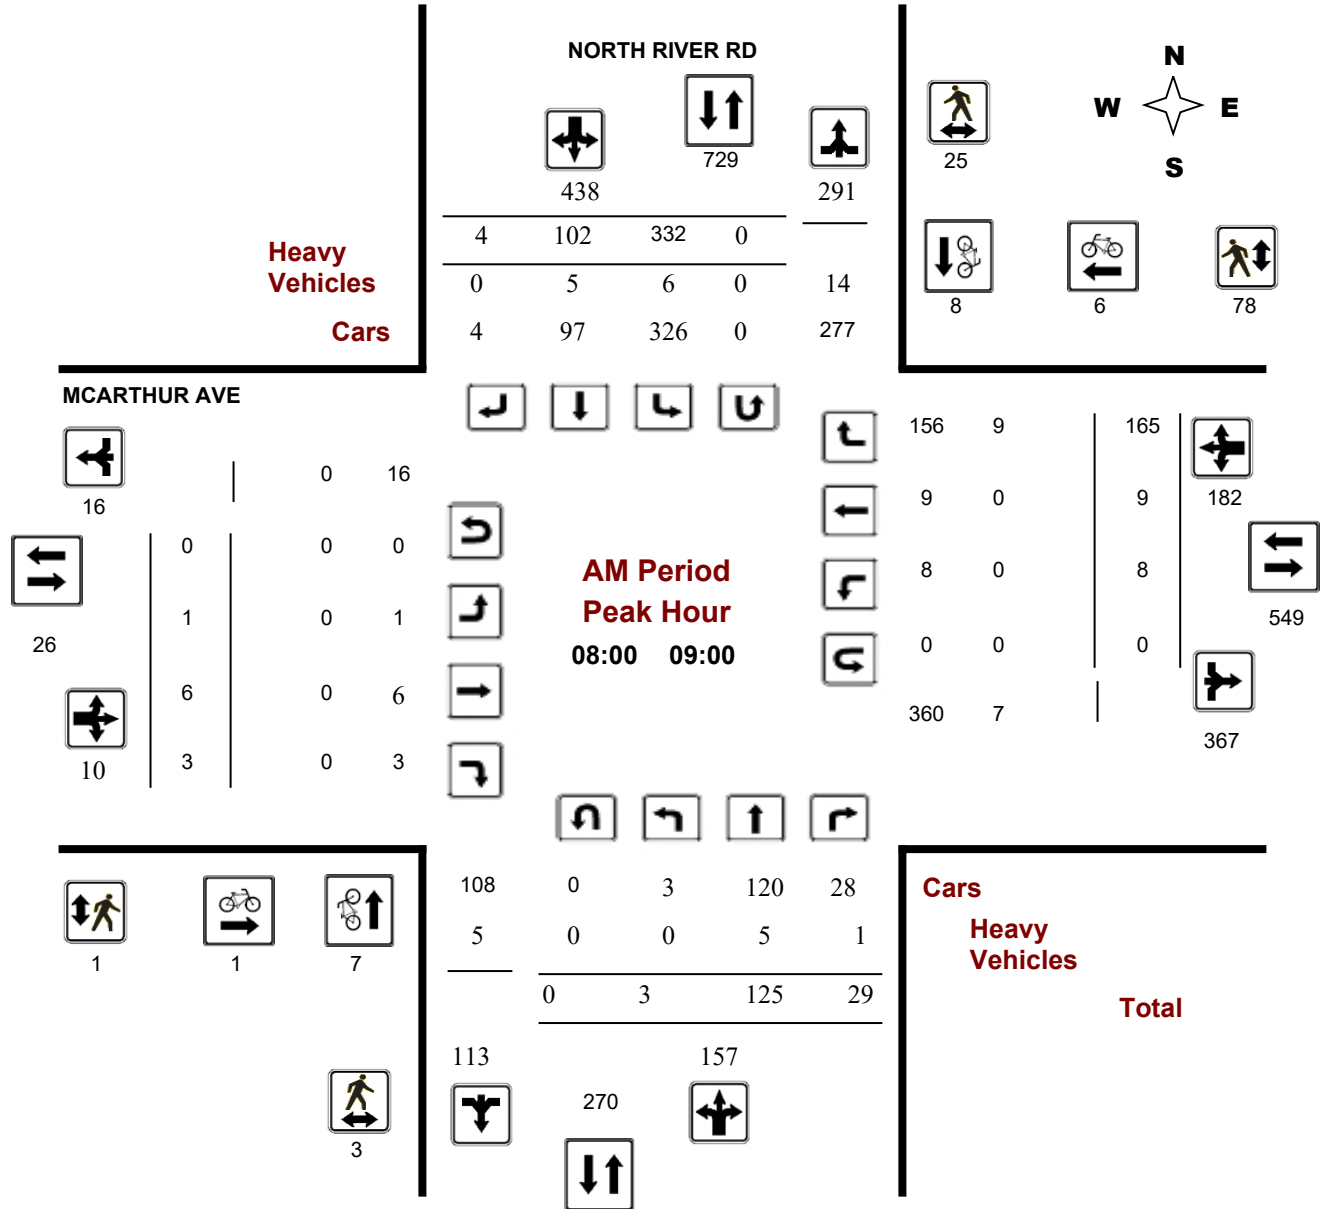 NORTH RIVER RD
N
W E
S
729
25
438 291
4 102 332 0
Heavy
Vehicles
0 5 6 0 14
8 6 78
Cars 4 97 326 0 277
MCARTHUR AVE
156 9 165
0 16
16
9 0 9 182
0 0 0
AM Period
8 0 8
Peak Hour
1 0 1
549
26
08:00 09:00
0 0 0
6 0 6
360 7
367
10 3 0 3
108 0 3 120 28 Cars
5 0 0 5 1 Heavy
Vehicles
1 1 7
0 3 125 29
Total
113 157
270
3